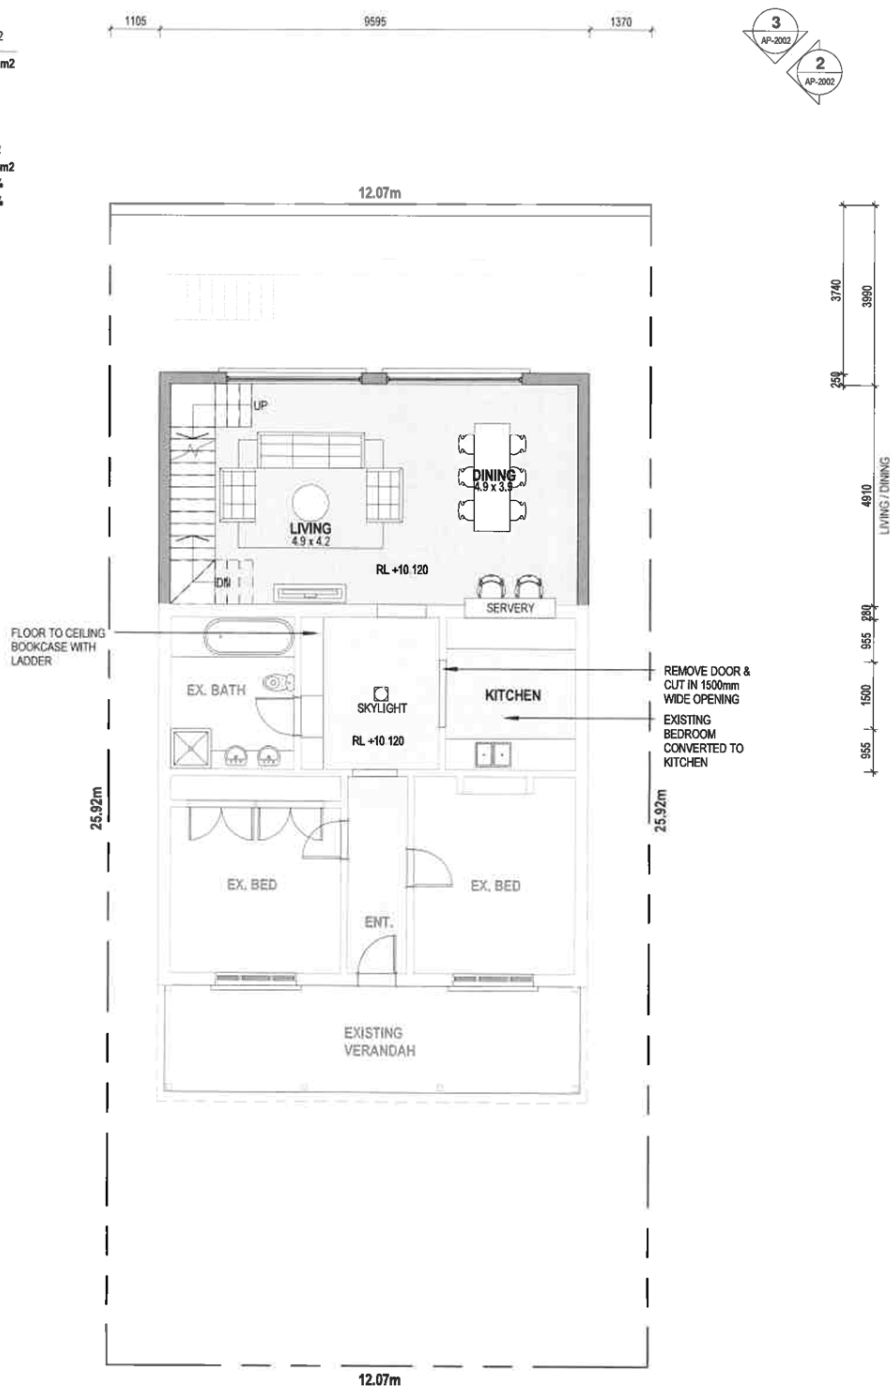 1105
9595
1370
3
AP-2002
2
AP-2002
m2
m2
12.07m
3740
3990
250
UP
DINING
4.9 x 3.9
LIVING
4.9 x 4.2
4910
LIVING / DINING
RL +10 120
DN
SERVERY
280
FLOOR TO CEILING
BOOKCASE WITH
LADDER
955
REMOVE DOOR &
CUT IN 1500mm
WIDE OPENING
EX. BATH
KITCHEN
1500
SKYLIGHT
EXISTING
BEDROOM
CONVERTED TO
KITCHEN
RL +10 120
955
25.92m
25.92m
EX. BED
EX. BED
ENT.
EXISTING
VERANDAH
12.07m